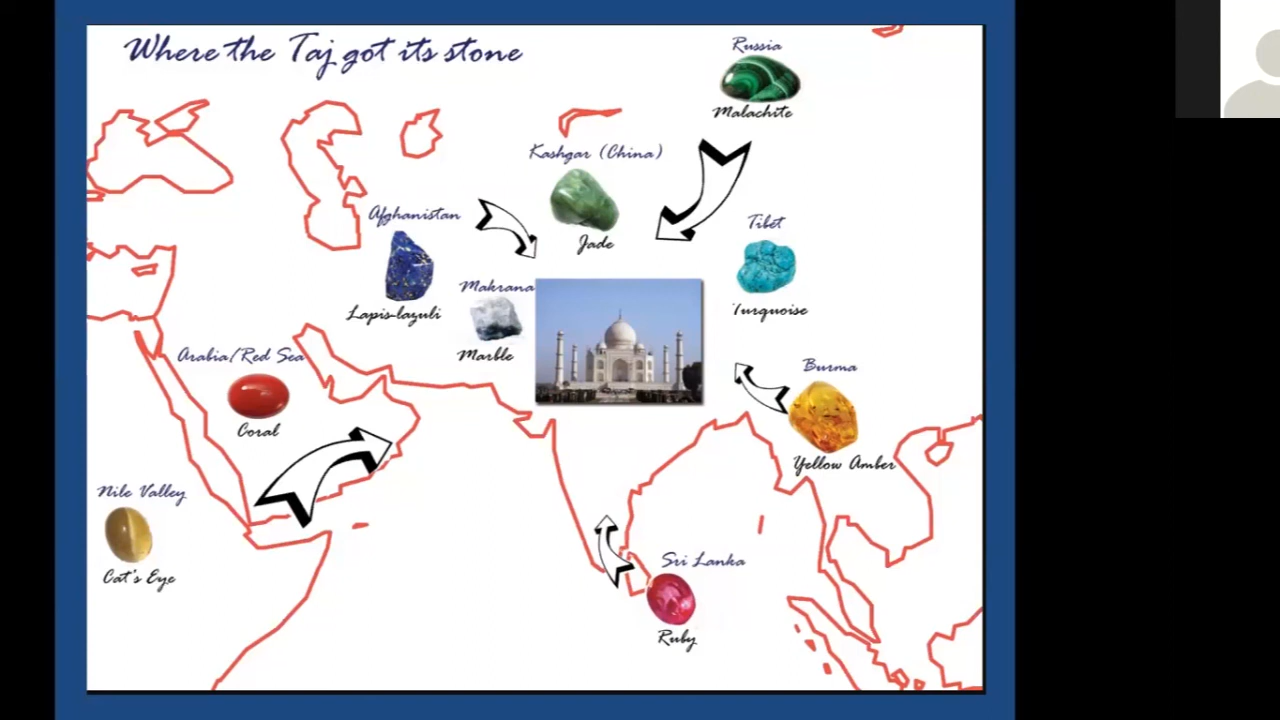 Where the Taj got its stone
Russia
Malachite
Kashgar (China)
Jade
Afghanistan
Lapis-lazuli
Tibet
Turquoise
Makrana
Marble
Arabia/Red Sea
Coral
Burma
Yellow Amber
Nile Valley
Cat's Eye
Sri Lanka
Ruby